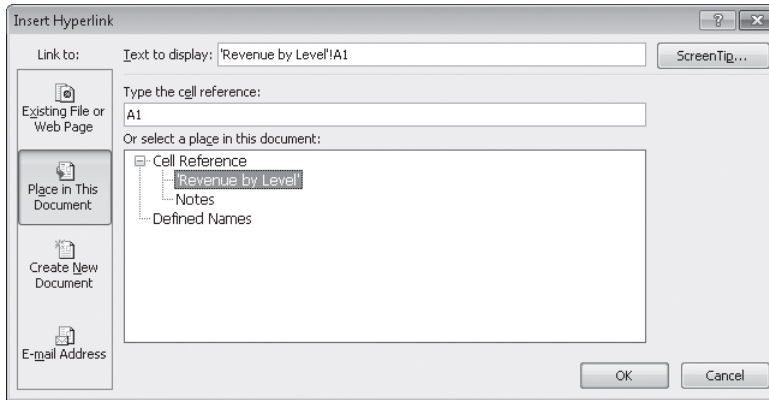 Insert Hyperlink
Link to:
Text to display: 'Revenue by Level'!A1
ScreenTip...
Existing File or
Web Page
Place in This
Document
Create New
Document
E-mail Address
Type the cell reference:
A1
Or select a place in this document:
Cell Reference
'Revenue by Level'
Notes
Defined Names
OK
Cancel